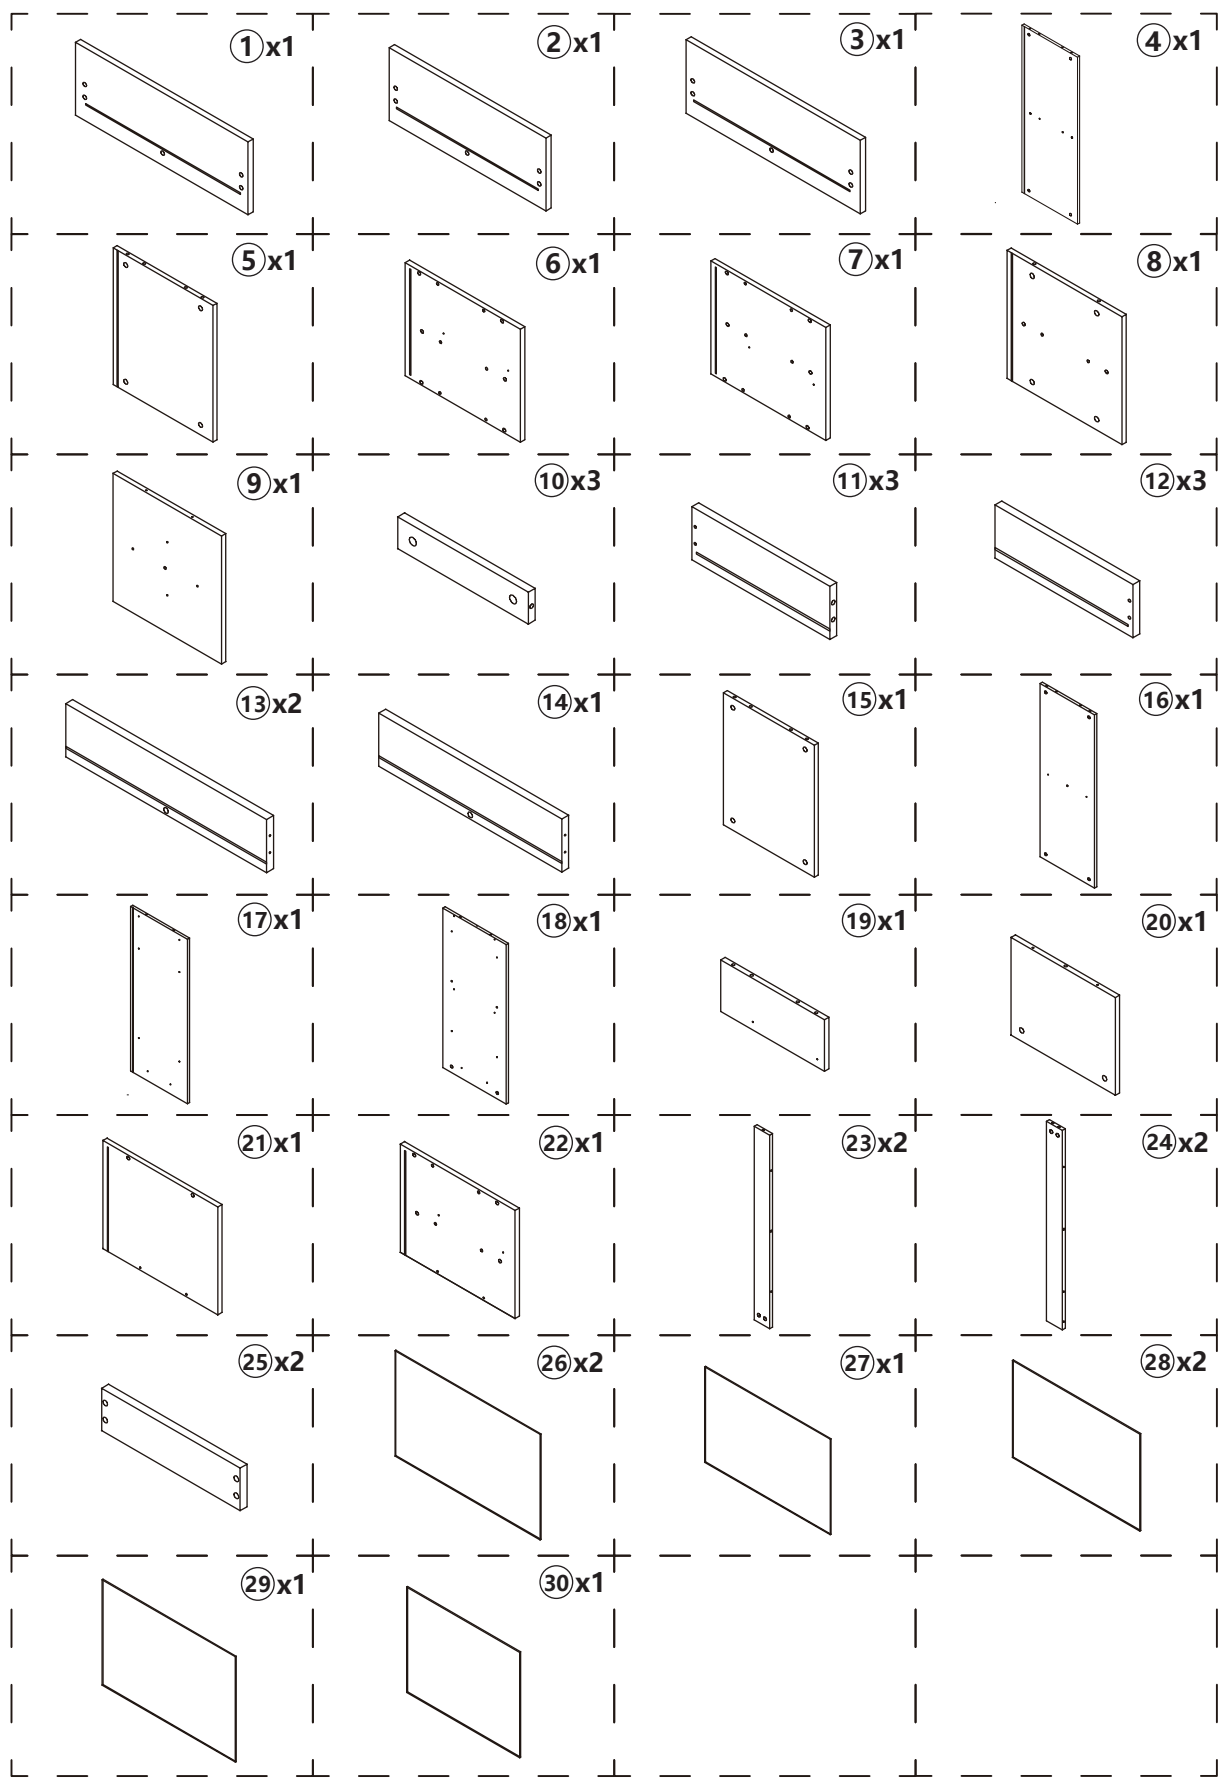 ①x1 ②x1 ③x1 ④x1
⑤x1 ⑥x1 ⑦x1 ⑧x1
⑨x1 ⑩x3 ⑪x3 ⑫x3
⑬x2 ⑭x1 ⑮x1 ⑯x1
⑰x1 ⑱x1 ⑲x1 ⑳x1
㉑x1 ㉒x1 ㉓x2 ㉔x2
㉕x2 ㉖x2 ㉗x1 ㉘x2
㉙x1 ㉚x1